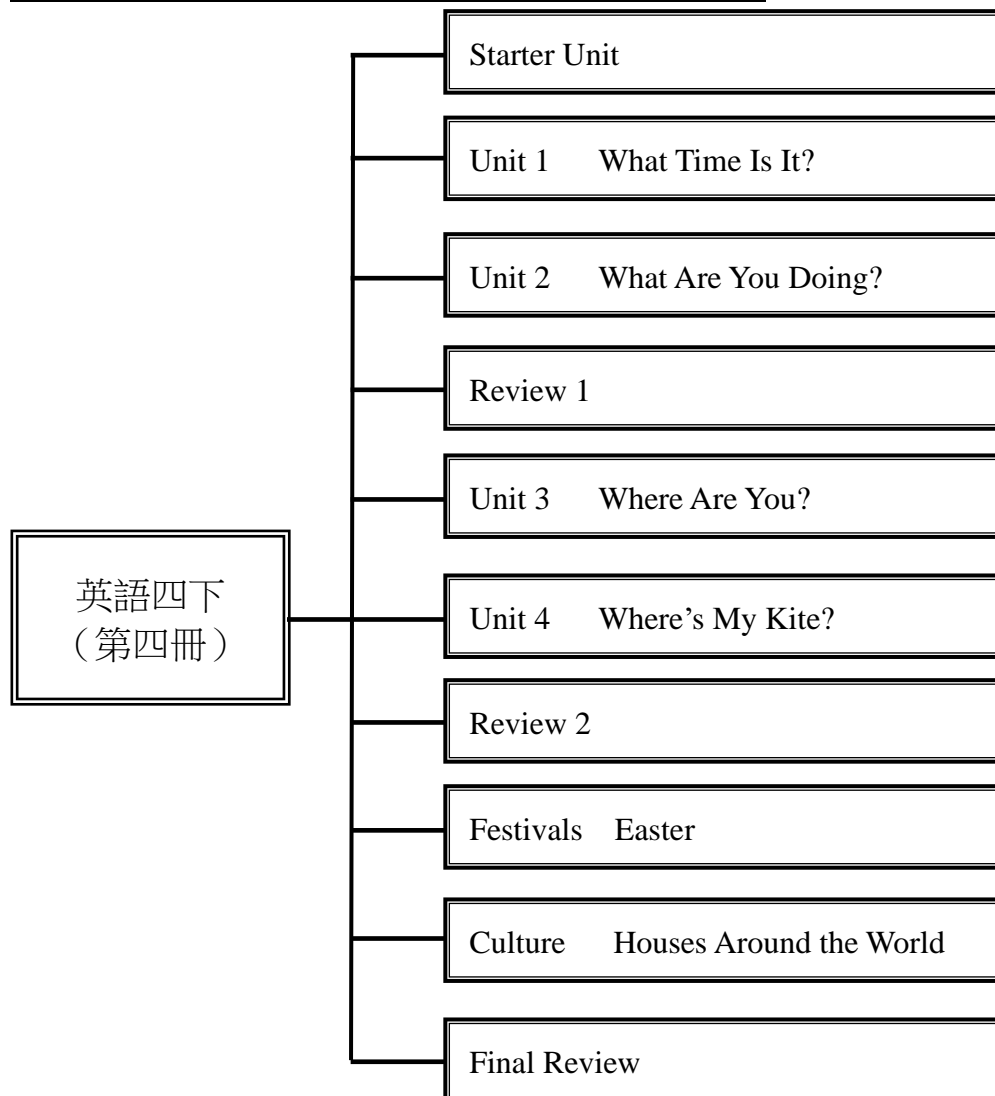 Starter Unit
Unit 1 What Time Is It?
Unit 2 What Are You Doing?
Review 1
Unit 3 Where Are You?
英語四下
（第四冊）
Unit 4 Where’s My Kite?
Review 2
Festivals Easter
Culture Houses Around the World
Final Review